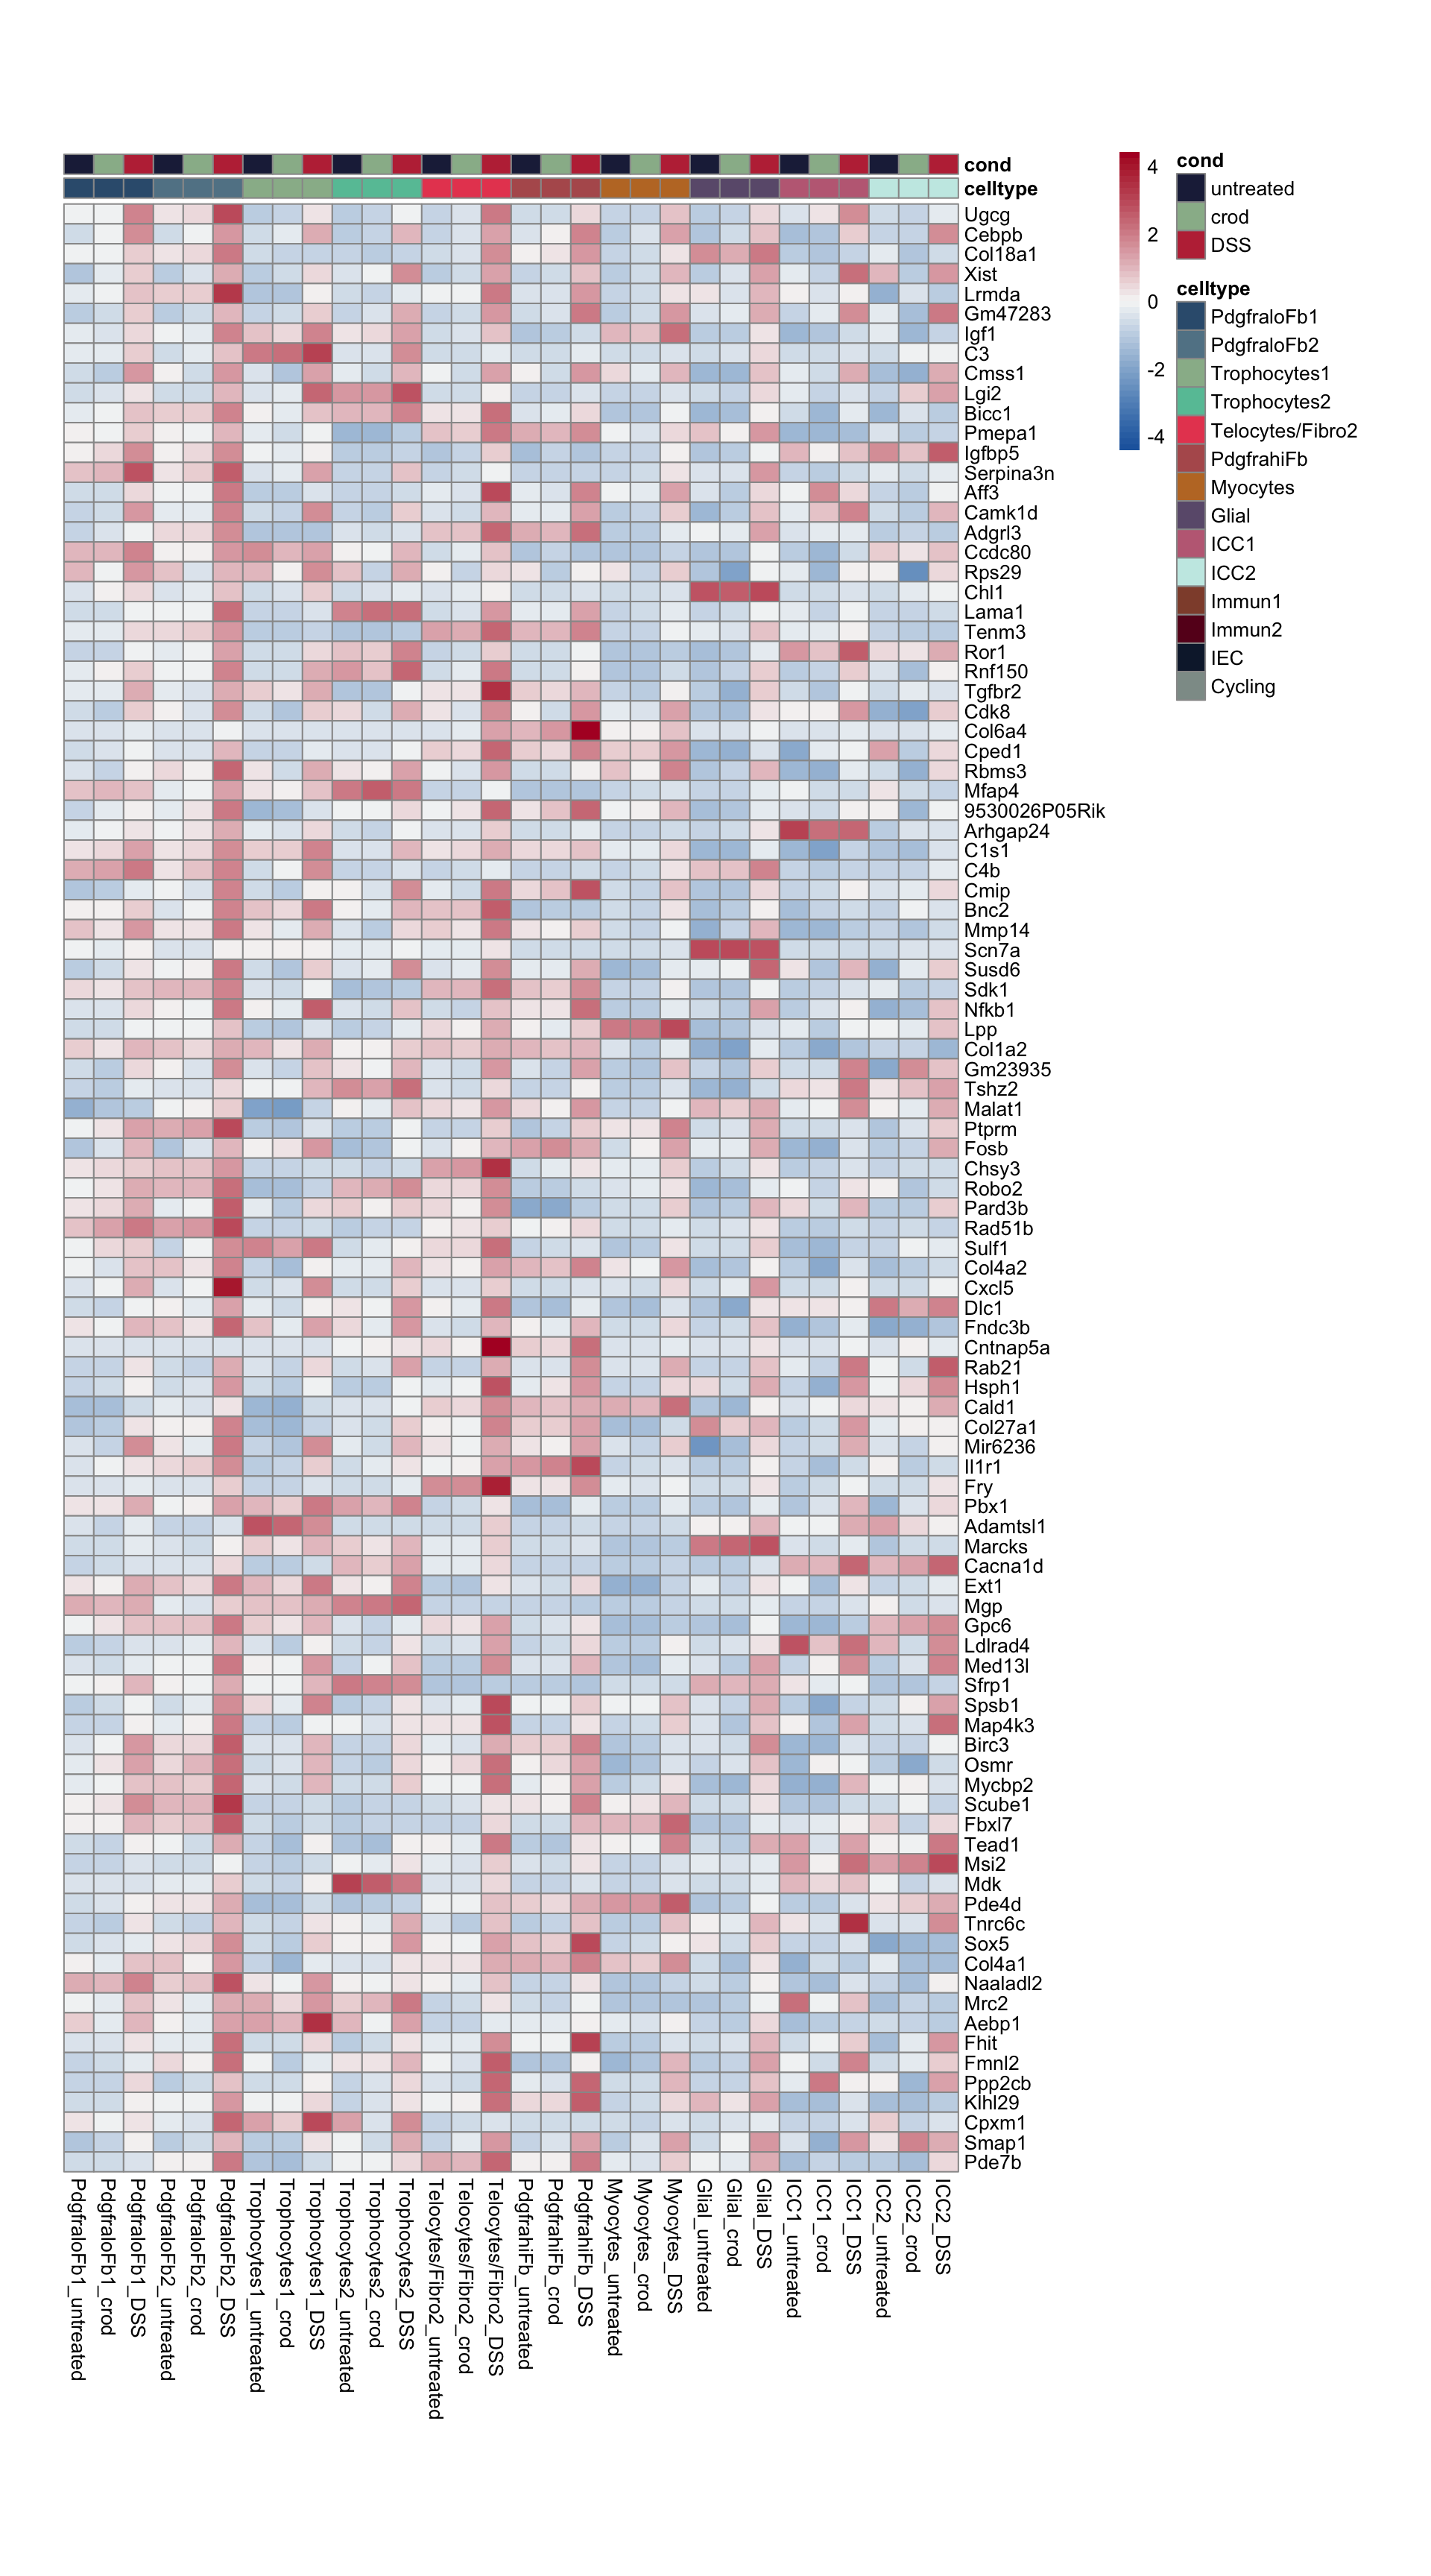 cond
celltype
Ugcg
Cebpb
Col18a1
Xist
Lrmda
Gm47283
Igf1
C3
Cmss1
Lgi2
Bicc1
Pmepa1
Igfbp5
Serpina3n
Aff3
Camk1d
Adgrl3
Ccdc80
Rps29
Chl1
Lama1
Tenm3
Ror1
Rnf150
Tgfbr2
Cdk8
Col6a4
Cped1
Rbms3
Mfap4
9530026P05Rik
Arhgap24
C1s1
C4b
Cmip
Bnc2
Mmp14
Scn7a
Susd6
Sdk1
Nfkb1
Lpp
Col1a2
Gm23935
Tshz2
Malat1
Ptprm
Fosb
Chsy3
Robo2
Pard3b
Rad51b
Sulf1
Col4a2
Cxcl5
Dlc1
Fndc3b
Cntnap5a
Rab21
Hsph1
Cald1
Col27a1
Mir6236
Il1r1
Fry
Pbx1
Adamtsl1
Marcks
Cacna1d
Ext1
Mgp
Gpc6
Ldlrad4
Med13l
Sfrp1
Spsb1
Map4k3
Birc3
Osmr
Mycbp2
Scube1
Fbxl7
Tead1
Msi2
Mdk
Pde4d
Tnrc6c
Sox5
Col4a1
Naaladl2
Mrc2
Aebp1
Fhit
Fmnl2
Ppp2cb
Klhl29
Cpxm1
Smap1
Pde7b
PdgfraloFb1_untreated
PdgfraloFb1_crod
PdgfraloFb1_DSS
PdgfraloFb2_untreated
PdgfraloFb2_crod
PdgfraloFb2_DSS
Trophocytes1_untreated
Trophocytes1_crod
Trophocytes1_DSS
Trophocytes2_untreated
Trophocytes2_crod
Trophocytes2_DSS
Telocytes/Fibro2_untreated
Telocytes/Fibro2_crod
Telocytes/Fibro2_DSS
PdgfrahiFb_untreated
PdgfrahiFb_crod
PdgfrahiFb_DSS
Myocytes_untreated
Myocytes_crod
Myocytes_DSS
Glial_untreated
Glial_crod
Glial_DSS
ICC1_untreated
ICC1_crod
ICC1_DSS
ICC2_untreated
ICC2_crod
ICC2_DSS
4
2
0
-2
-4
cond
untreated
crod
DSS
celltype
PdgfraloFb1
PdgfraloFb2
Trophocytes1
Trophocytes2
Telocytes/Fibro2
PdgfrahiFb
Myocytes
Glial
ICC1
ICC2
Immun1
Immun2
IEC
Cycling